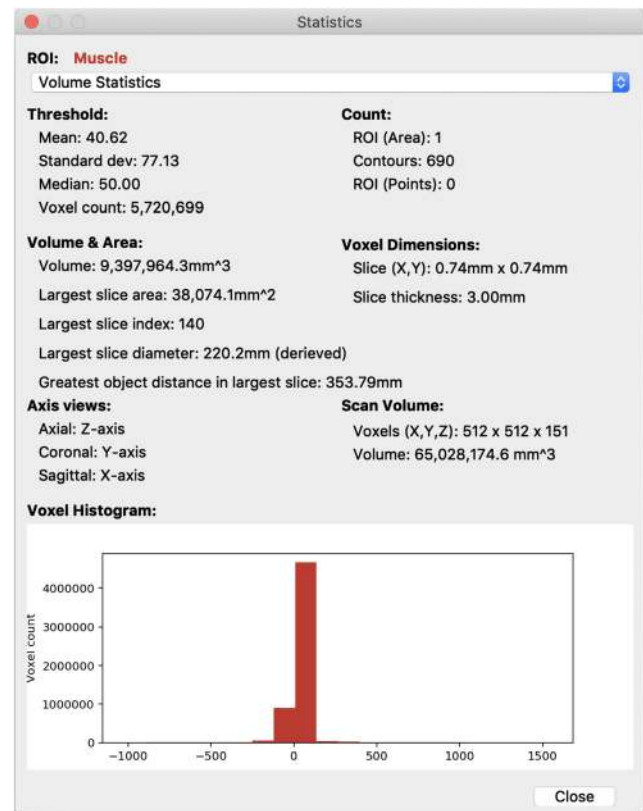 Statistics
ROI: Muscle
Volume Statistics
Threshold:
Mean: 40.62
Standard dev: 77.13
Median: 50.00
Voxel count: 5,720,699
Count:
ROI (Area): 1
Contours: 690
ROI (Points): 0
Volume & Area:
Volume: 9,397,964.3mm^3
Largest slice area: 38,074.1mm^2
Largest slice index: 140
Largest slice diameter: 220.2mm (derieved)
Greatest object distance in largest slice: 353.79mm
Voxel Dimensions:
Slice (X,Y): 0.74mm x 0.74mm
Slice thickness: 3.00mm
Axis views:
Axial: Z-axis
Coronal: Y-axis
Sagittal: X-axis
Scan Volume:
Voxels (X,Y,Z): 512 x 512 x 151
Volume: 65,028,174.6 mm^3
Voxel Histogram:
Voxel count
4000000
3000000
2000000
1000000
0
−1000 −500 0 500 1000 1500
Close